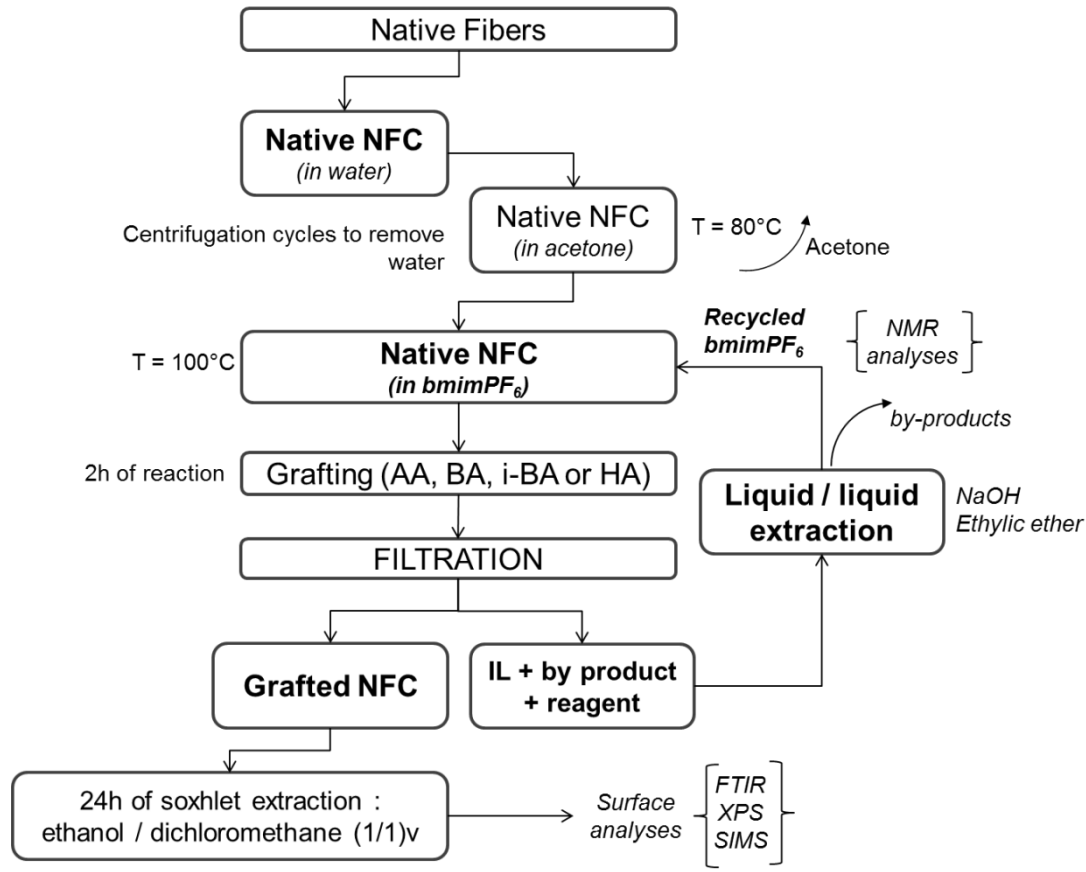 Native Fibers
Native NFC
(in water)
Native NFC
(in acetone)
Centrifugation cycles to remove
water
T = 80°C
Acetone
Recycled
bmimPF₆
NMR
analyses
T = 100°C
Native NFC
(in bmimPF₆)
by-products
2h of reaction
Grafting (AA, BA, i-BA or HA)
Liquid / liquid
extraction
NaOH
Ethylic ether
FILTRATION
Grafted NFC
IL + by product
+ reagent
24h of soxhlet extraction :
ethanol / dichloromethane (1/1)v
Surface
analyses
FTIR
XPS
SIMS